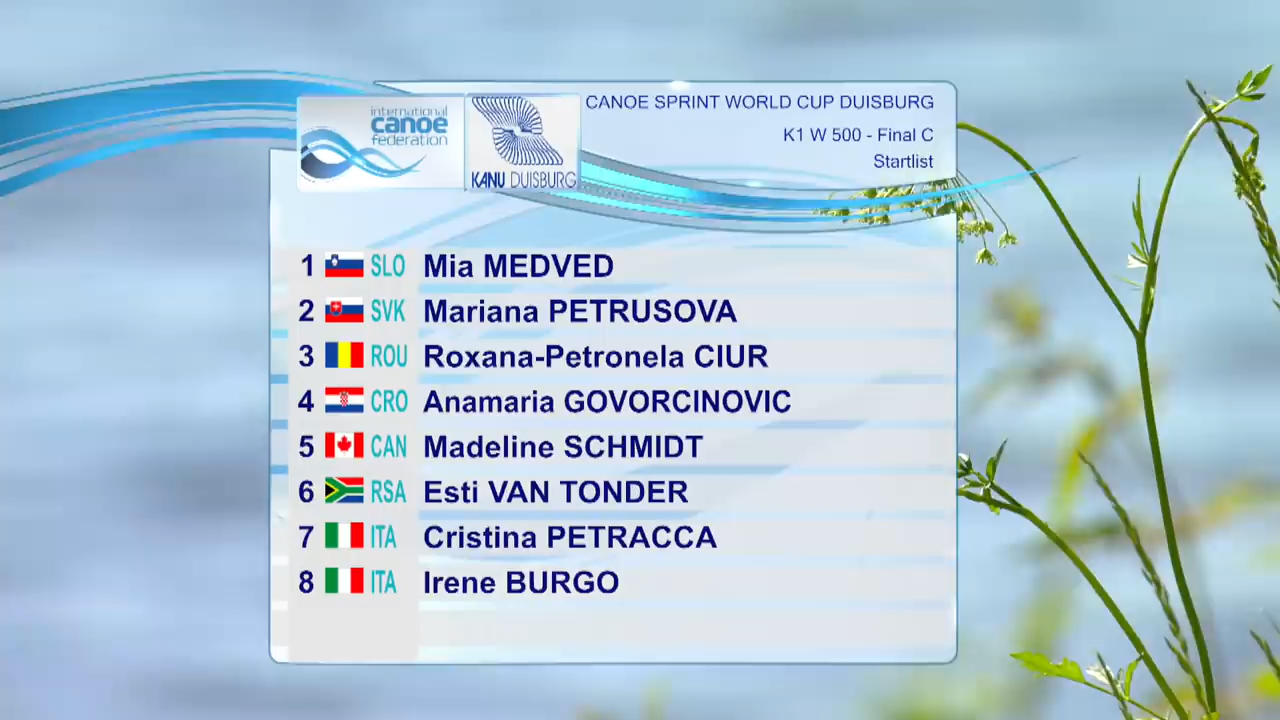 international
canoe
federation
KANU DUISBURG
CANOE SPRINT WORLD CUP DUISBURG
K1 W 500 - Final C
Startlist
1 SLO Mia MEDVED
2 SVK Mariana PETRUSOVA
3 ROU Roxana-Petronela CIUR
4 CRO Anamaria GOVORCINOVIC
5 CAN Madeline SCHMIDT
6 RSA Esti VAN TONDER
7 ITA Cristina PETRACCA
8 ITA Irene BURGO